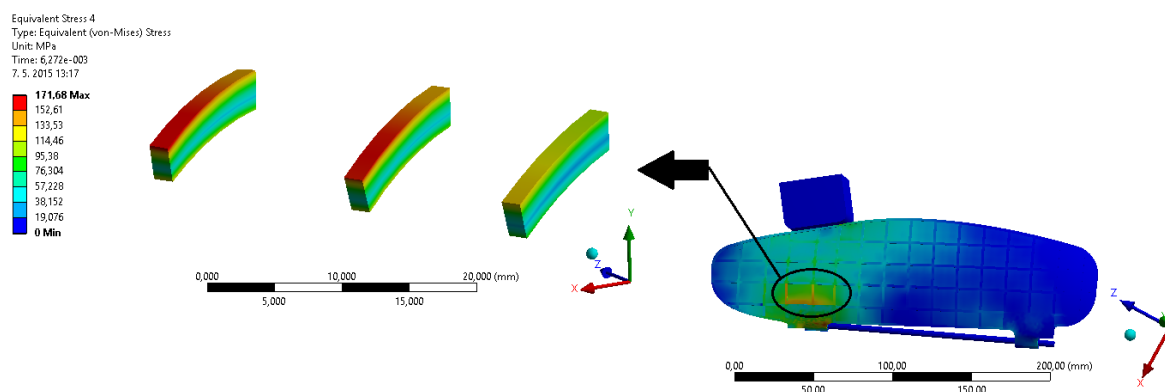 Equivalent Stress 4
Type: Equivalent (von-Mises) Stress
Unit: MPa
Time: 6,272e-003
7. 5. 2015 13:17
171,68 Max
152,61
133,53
114,46
95,38
76,304
57,228
38,152
19,076
0 Min
0,000 10,000 20,000 (mm)
5,000 15,000
Y
Z
X
Z
X
0,00 100,00 200,00 (mm)
50,00 150,00